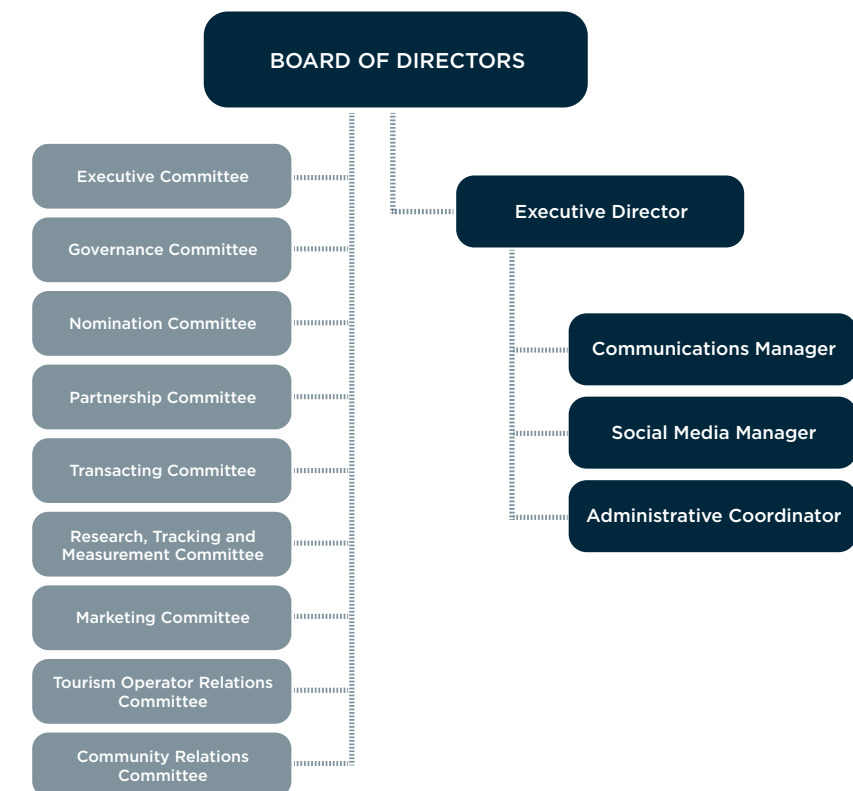 BOARD OF DIRECTORS
Executive Committee
Governance Committee
Nomination Committee
Partnership Committee
Transacting Committee
Research, Tracking and
Measurement Committee
Marketing Committee
Tourism Operator Relations
Committee
Community Relations
Committee
Executive Director
Communications Manager
Social Media Manager
Administrative Coordinator